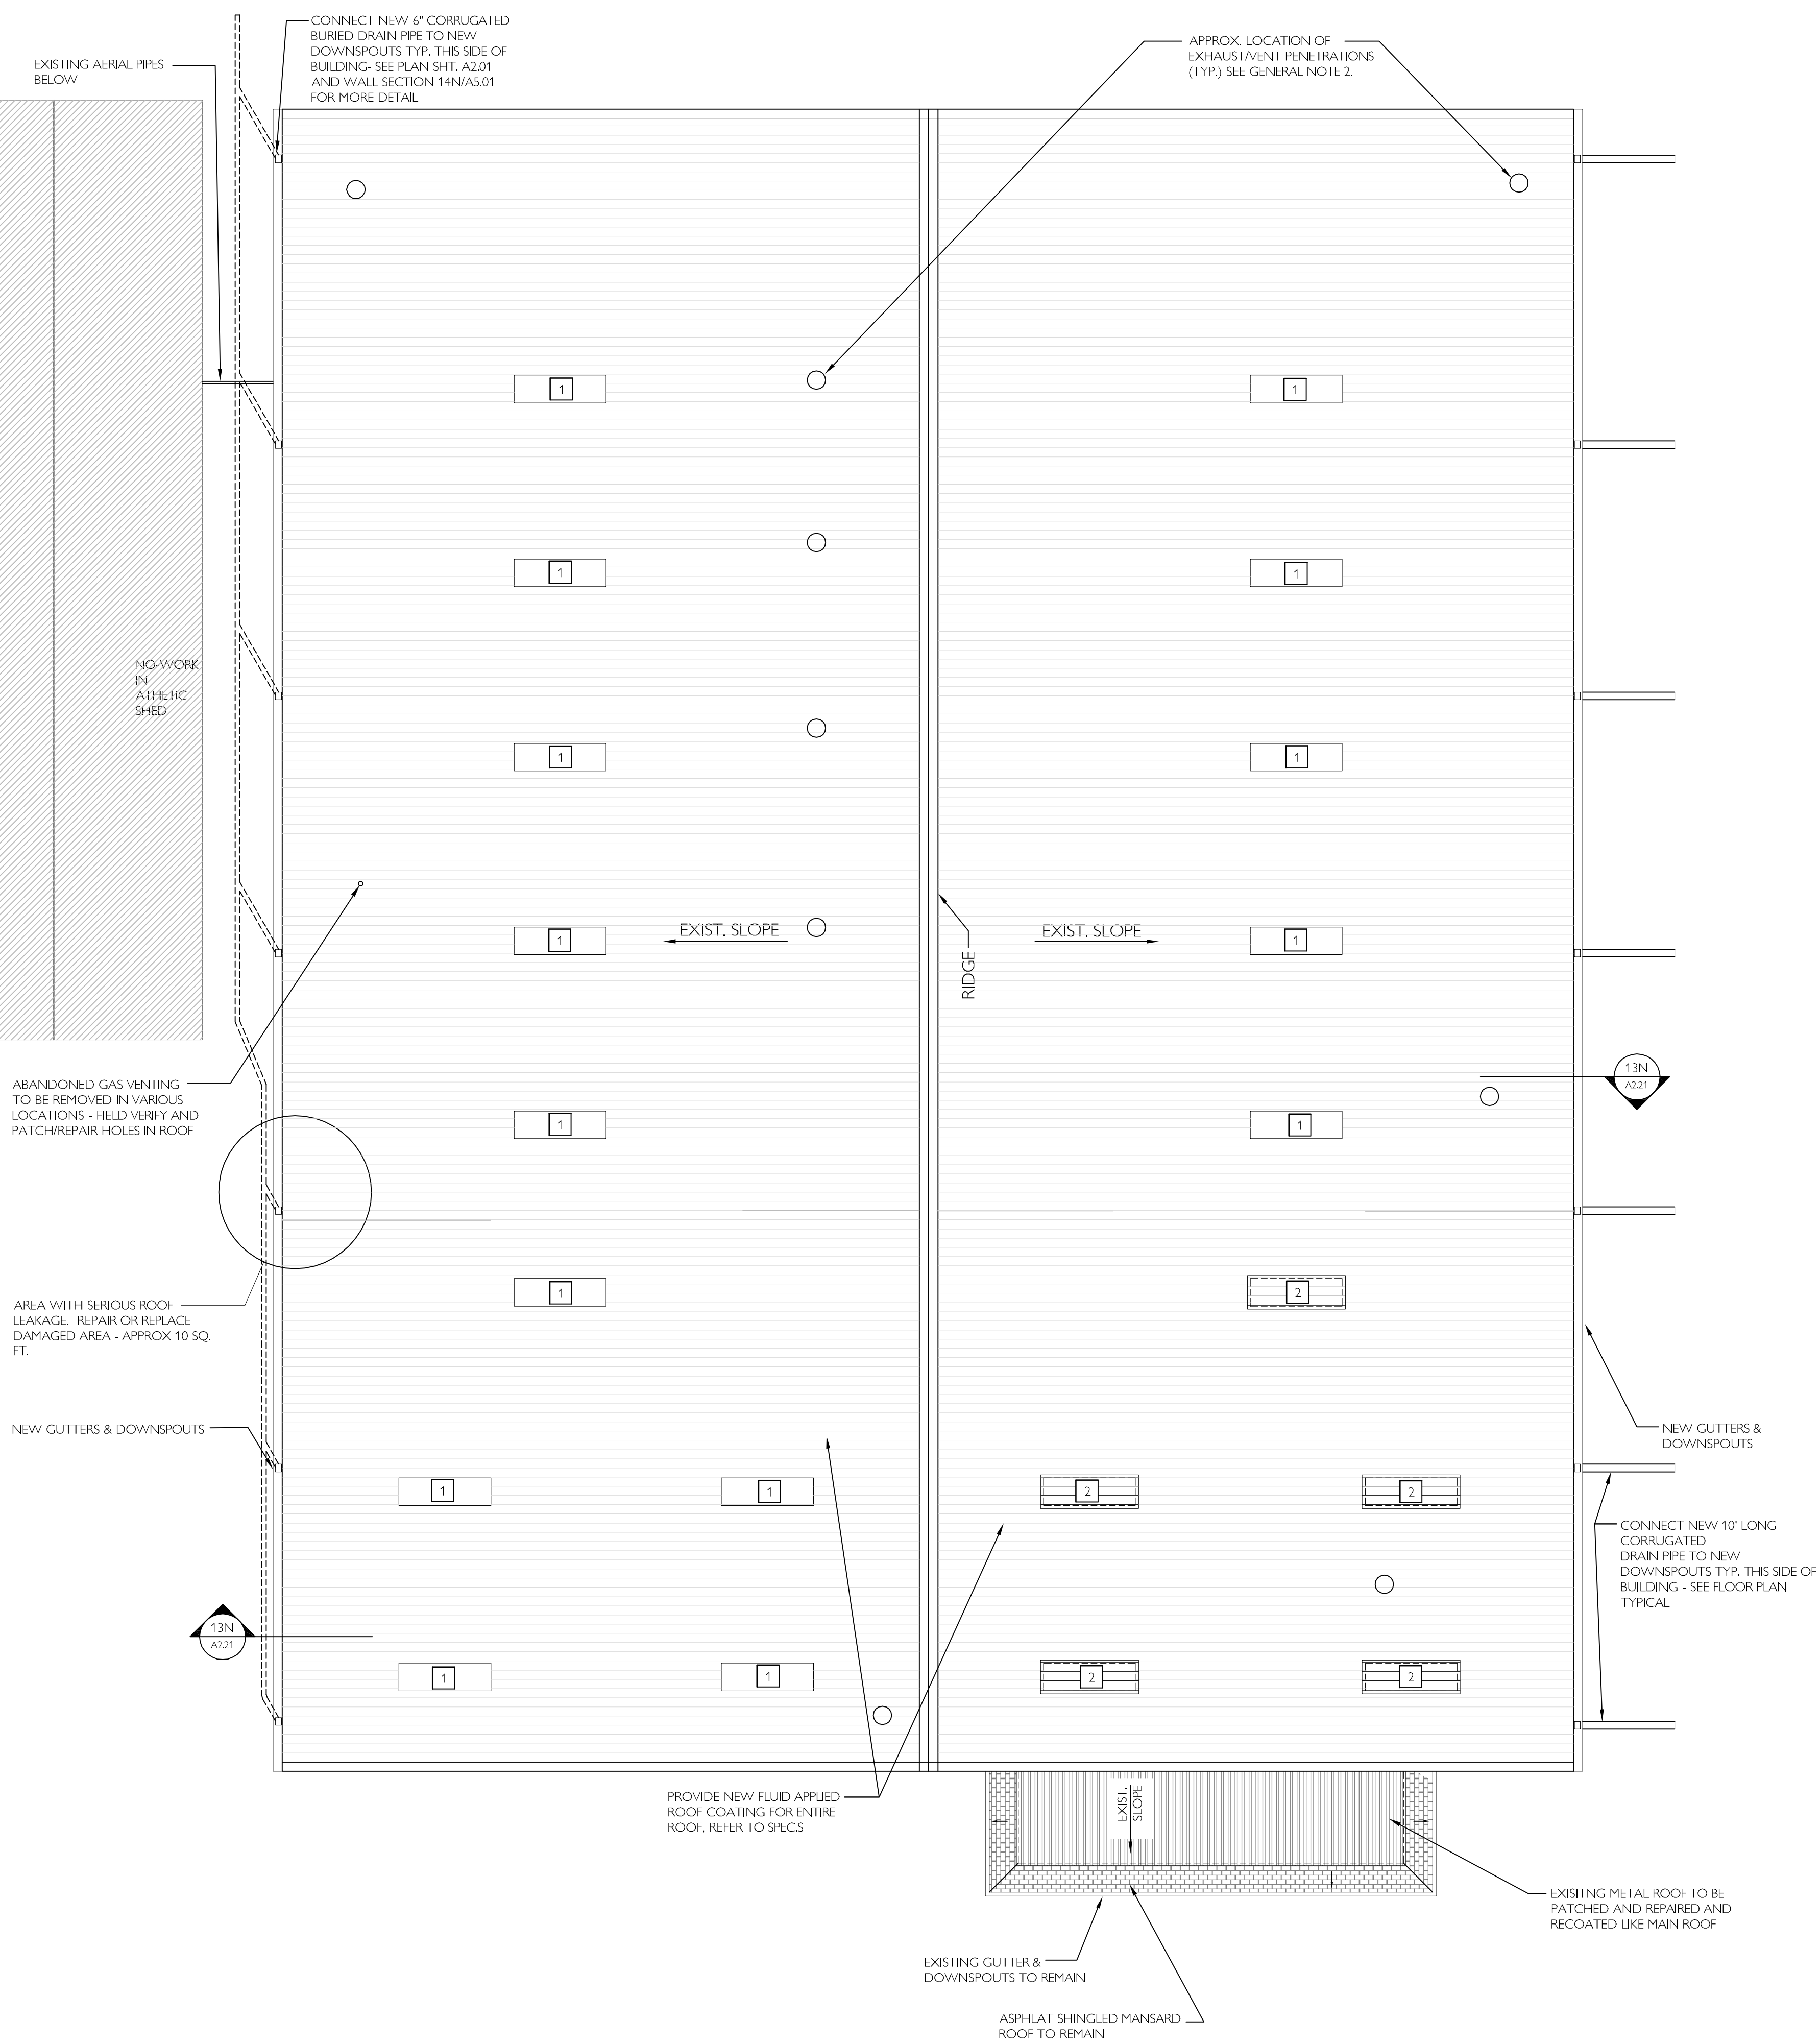 CONNECT NEW 6" CORRUGATED
BURIED DRAIN PIPE TO NEW
DOWNSPOUTS TYP. THIS SIDE OF
BUILDING- SEE PLAN SHT. A2.01
AND WALL SECTION 14N/A5.01
FOR MORE DETAIL
EXISTING AERIAL PIPES
BELOW
APPROX. LOCATION OF
EXHAUST/VENT PENETRATIONS
(TYP.) SEE GENERAL NOTE 2.
1
1
1
1
NO-WORK
IN
ATHETIC
SHED
1
1
EXIST. SLOPE
EXIST. SLOPE
1
1
RIDGE
13N
A2.21
ABANDONED GAS VENTING
TO BE REMOVED IN VARIOUS
LOCATIONS - FIELD VERIFY AND
PATCH/REPAIR HOLES IN ROOF
1
1
1
2
AREA WITH SERIOUS ROOF
LEAKAGE. REPAIR OR REPLACE
DAMAGED AREA - APPROX 10 SQ.
FT.
NEW GUTTERS & DOWNSPOUTS
NEW GUTTERS &
DOWNSPOUTS
1
1
2
2
CONNECT NEW 10' LONG
CORRUGATED
DRAIN PIPE TO NEW
DOWNSPOUTS TYP. THIS SIDE OF
BUILDING - SEE FLOOR PLAN
TYPICAL
13N
A2.21
1
1
2
2
PROVIDE NEW FLUID APPLIED
ROOF COATING FOR ENTIRE
ROOF, REFER TO SPEC.S
EXIST.
SLOPE
EXISITNG METAL ROOF TO BE
PATCHED AND REPAIRED AND
RECOATED LIKE MAIN ROOF
EXISTING GUTTER &
DOWNSPOUTS TO REMAIN
ASPHLAT SHINGLED MANSARD
ROOF TO REMAIN